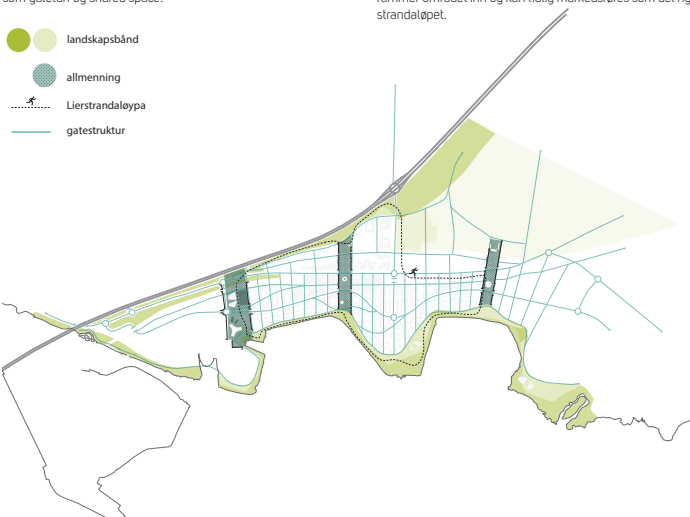 som gatetun og shared space.
rammer området inn og kan tidlig markedsføres som det ng
strandaløpet.
landskapsbånd
allmenning
Lierstrandaløypa
gatestruktur